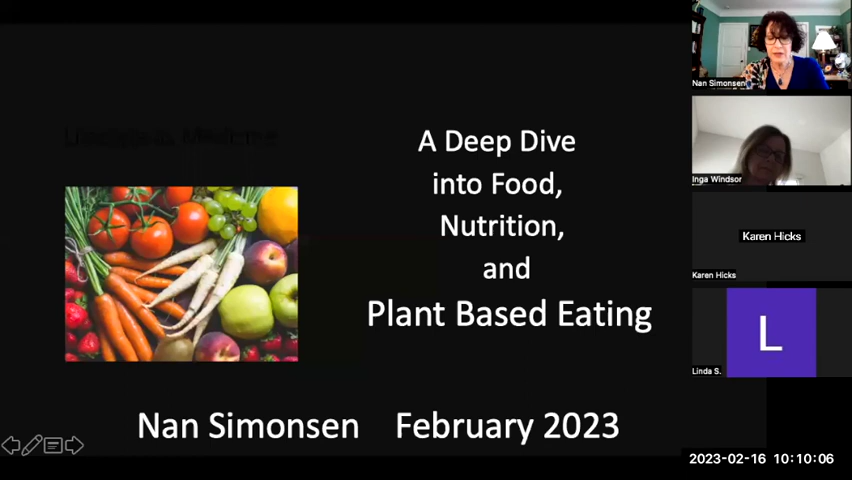 A Deep Dive
into Food,
Nutrition,
and
Plant Based Eating
Nan Simonsen February 2023
Nan Simonsen
Inga Windsor
Karen Hicks
Karen Hicks
L
Linda S.
2023-02-16 10:10:06